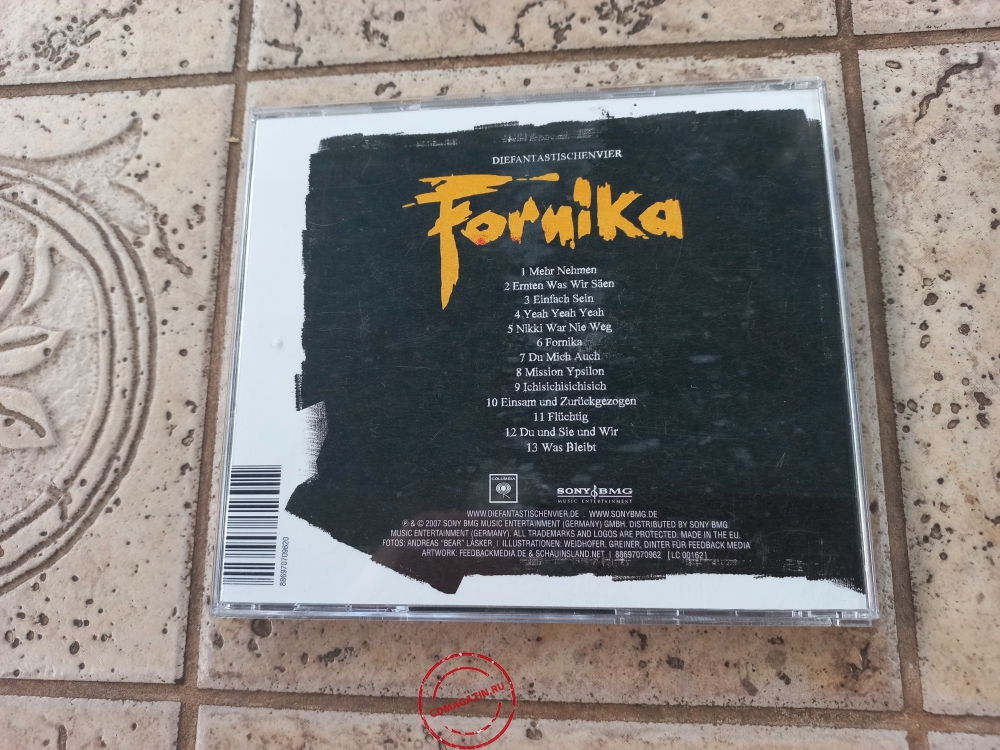 DIEFANTASTISCHENVIER
Fornika
1 Mehr Nehmen
2 Ernten Was Wir Säen
3 Einfach Sein
4 Yeah Yeah Yeah
5 Nikki War Nie Weg
6 Fornika
7 Du Mich Auch
8 Mission Ypsilon
9 Ichisichisichisich
10 Einsam und Zurückgezogen
11 Flüchtig
12 Du und Sie und Wir
13 Was Bleibt
COLUMBIA
SONY BMG
MUSIC ENTERTAINMENT
WWW.DIEFANTASTISCHENVIER.DE . WWW.SONYBMG.DE
℗ & © 2007 SONY BMG MUSIC ENTERTAINMENT (GERMANY) GMBH. DISTRIBUTED BY SONY BMG
MUSIC ENTERTAINMENT (GERMANY). ALL TRADEMARKS AND LOGOS ARE PROTECTED. MADE IN THE EU.
FOTOS: ANDREAS "BEAR" LÄSKER | ILLUSTRATIONEN: WEIDHOFER, GREINER, DINTER FÜR FEEDBACK MEDIA
ARTWORK: FEEDBACKMEDIA.DE & SCHAUINSLAND.NET | 88697070962 [LC 00162]
886970709620
COMAGAZIN.RU